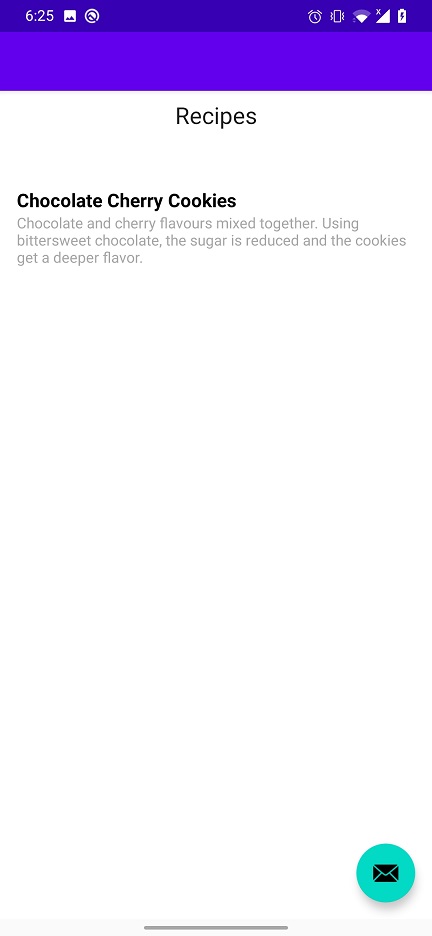 6:25
Recipes
Chocolate Cherry Cookies
Chocolate and cherry flavours mixed together. Using
bittersweet chocolate, the sugar is reduced and the cookies
get a deeper flavor.